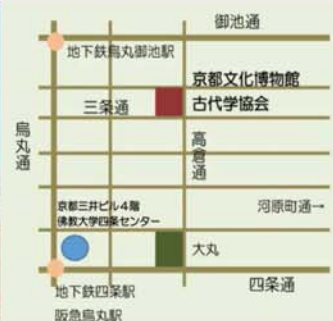 御池通
地下鉄烏丸御池駅
京都文化博物館
三条通
古代学協会
烏丸通
高倉通
京都三井ビル4階
佛教大学四条センター
河原町通→
大丸
四条通
地下鉄四条駅
阪急烏丸駅